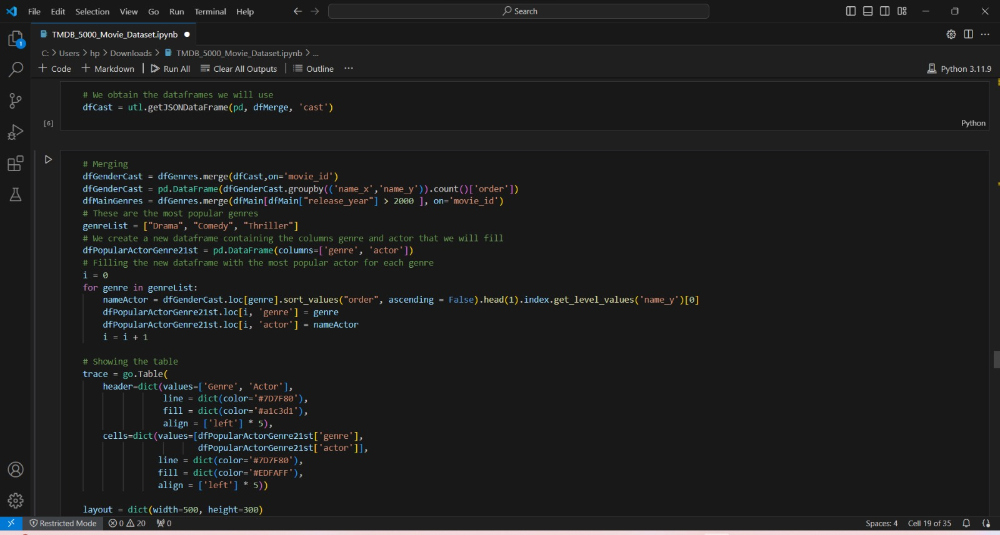 File Edit Selection View Go Run Terminal Help Search
TMDB_5000_Movie_Dataset.ipynb
1
C: > Users > hp > Downloads > TMDB_5000_Movie_Dataset.ipynb > ...
+ Code + Markdown Run All Clear All Outputs Outline ... Python 3.11.9
# We obtain the dataframes we will use
dfCast = utl.getJSONDataFrame(pd, dfMerge, 'cast')
[6] Python
# Merging
dfGenderCast = dfGenres.merge(dfCast,on='movie_id')
dfGenderCast = pd.DataFrame(dfGenderCast.groupby(('name_x','name_y')).count()['order'])
dfMainGenres = dfGenres.merge(dfMain[dfMain["release_year"] > 2000 ], on='movie_id')
# These are the most popular genres
genreList = ["Drama", "Comedy", "Thriller"]
# We create a new dataframe containing the columns genre and actor that we will fill
dfPopularActorGenre21st = pd.DataFrame(columns=['genre', 'actor'])
# Filling the new dataframe with the most popular actor for each genre
i = 0
for genre in genreList:
    nameActor = dfGenderCast.loc[genre].sort_values("order", ascending = False).head(1).index.get_level_values('name_y')[0]
    dfPopularActorGenre21st.loc[i, 'genre'] = genre
    dfPopularActorGenre21st.loc[i, 'actor'] = nameActor
    i = i + 1
# Showing the table
trace = go.Table(
    header=dict(values=['Genre', 'Actor'],
                line = dict(color='#7D7F80'),
                fill = dict(color='#a1c3d1'),
                align = ['left'] * 5),
    cells=dict(values=[dfPopularActorGenre21st['genre'],
                       dfPopularActorGenre21st['actor']],
               line = dict(color='#7D7F80'),
               fill = dict(color='#EDFAFF'),
               align = ['left'] * 5))
layout = dict(width=500, height=300)
Restricted Mode 0 20 0 Spaces: 4 Cell 19 of 35